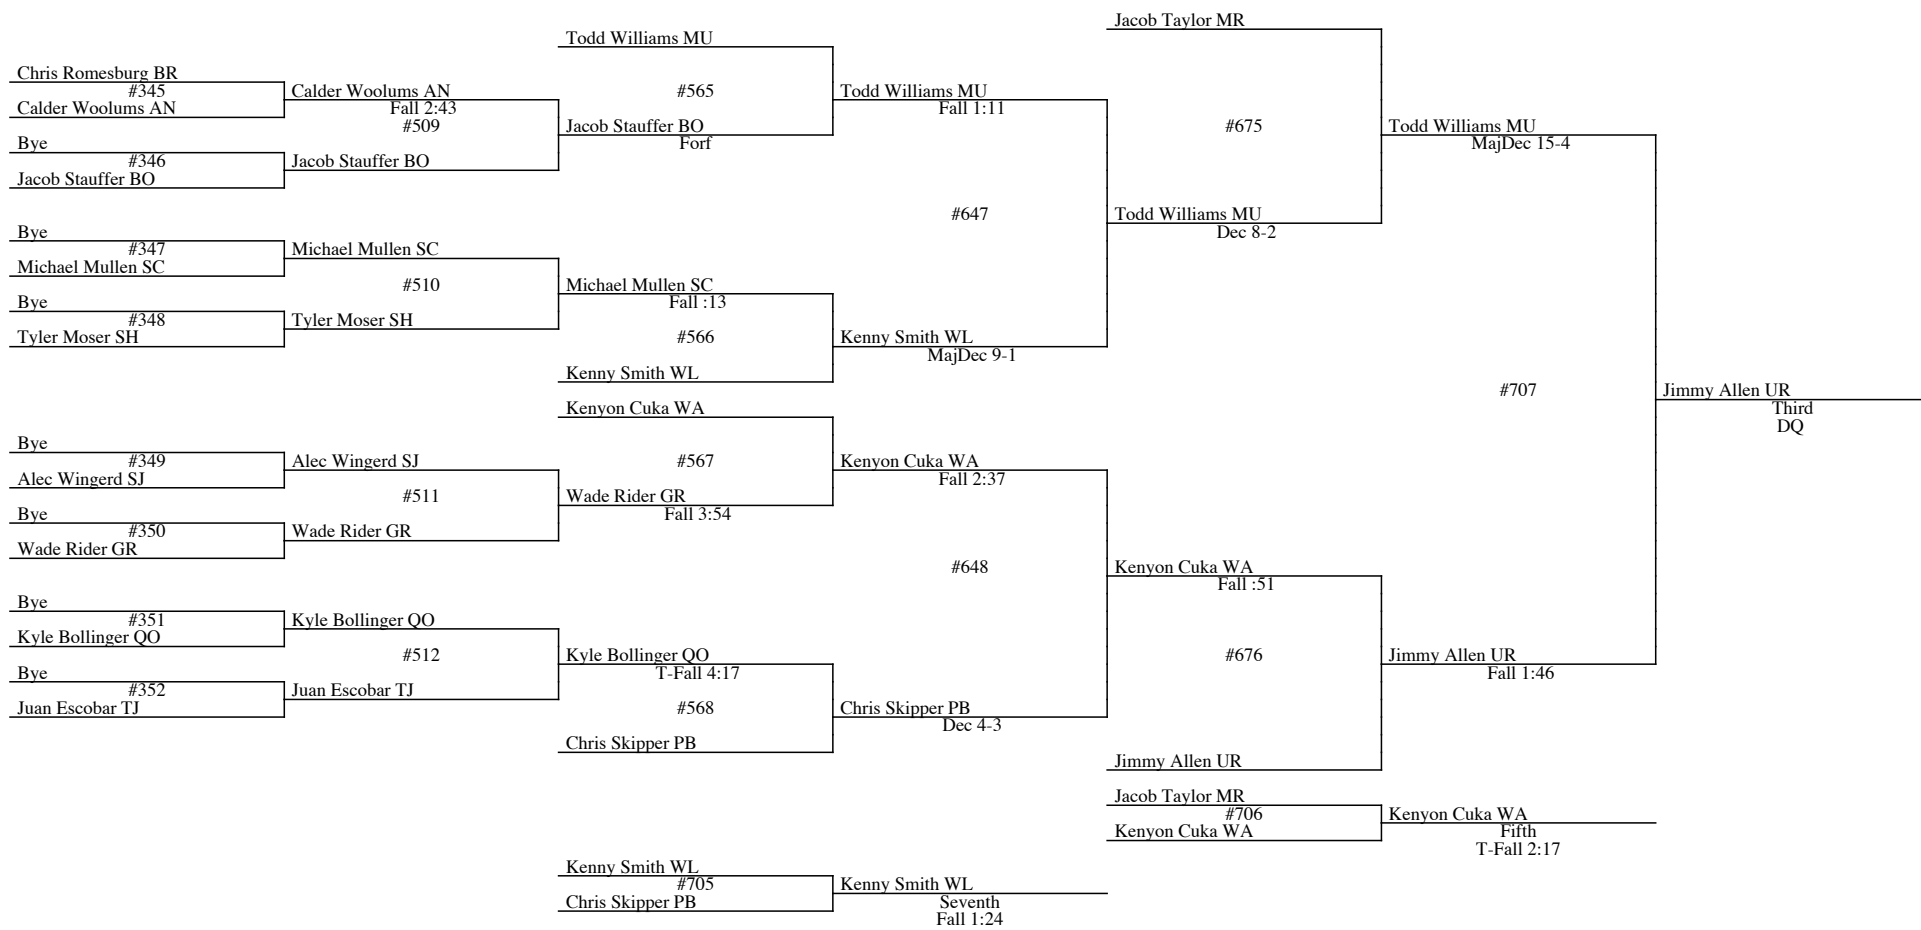 Jacob Taylor MR
Todd Williams MU
Chris Romesburg BR
#345
Calder Woolums AN
Calder Woolums AN
Fall 2:43
#509
#565
Todd Williams MU
Fall 1:11
Jacob Stauffer BO
Forf
#675
Todd Williams MU
MajDec 15-4
Bye
#346
Jacob Stauffer BO
Jacob Stauffer BO
#647
Todd Williams MU
Dec 8-2
Bye
#347
Michael Mullen SC
Michael Mullen SC
#510
Michael Mullen SC
Fall :13
Bye
#348
Tyler Moser SH
Tyler Moser SH
#566
Kenny Smith WL
MajDec 9-1
Kenny Smith WL
#707
Jimmy Allen UR
Third
DQ
Kenyon Cuka WA
Bye
#349
Alec Wingerd SJ
Alec Wingerd SJ
#567
Kenyon Cuka WA
Fall 2:37
#511
Wade Rider GR
Fall 3:54
Bye
#350
Wade Rider GR
Wade Rider GR
#648
Kenyon Cuka WA
Fall :51
Bye
#351
Kyle Bollinger QO
Kyle Bollinger QO
#512
Kyle Bollinger QO
T-Fall 4:17
#676
Jimmy Allen UR
Fall 1:46
Bye
#352
Juan Escobar TJ
Juan Escobar TJ
#568
Chris Skipper PB
Dec 4-3
Chris Skipper PB
Jimmy Allen UR
Jacob Taylor MR
#706
Kenyon Cuka WA
Kenyon Cuka WA
Fifth
T-Fall 2:17
Kenny Smith WL
#705
Chris Skipper PB
Kenny Smith WL
Seventh
Fall 1:24